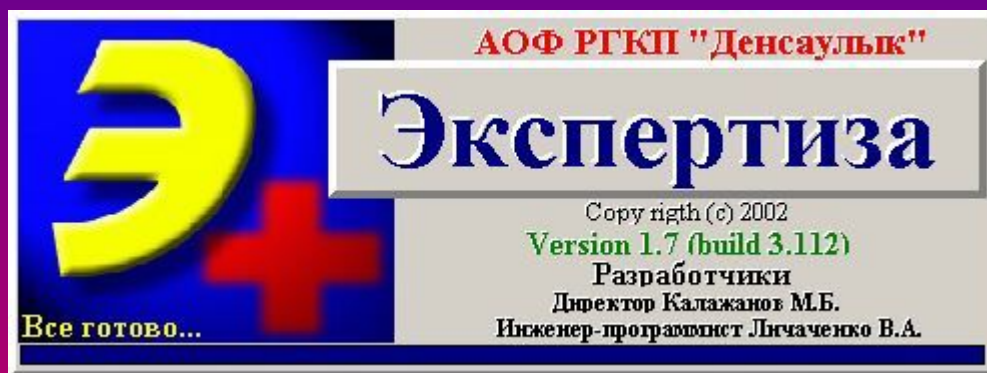 Э
Все готово...
АОФ РГКП "Денсаулык"
Экспертиза
Copy rigth (c) 2002
Version 1.7 (build 3.112)
Разработчики
Директор Калажанов М.Б.
Инженер-программист Личаченко В.А.